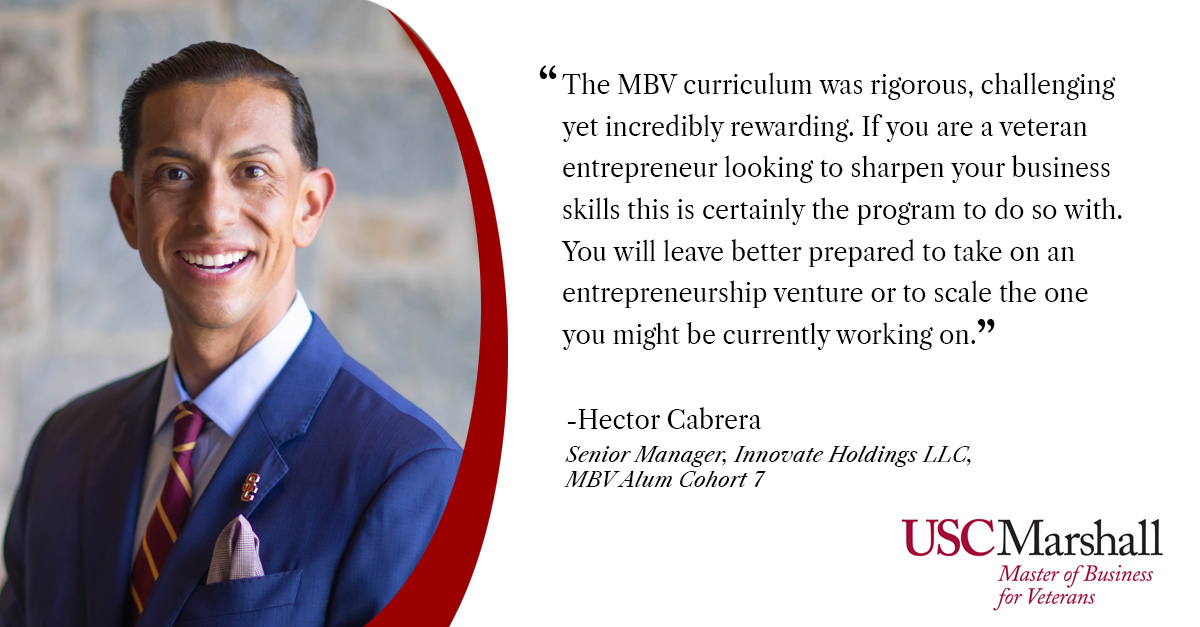 “The MBV curriculum was rigorous, challenging
yet incredibly rewarding. If you are a veteran
entrepreneur looking to sharpen your business
skills this is certainly the program to do so with.
You will leave better prepared to take on an
entrepreneurship venture or to scale the one
you might be currently working on.”
-Hector Cabrera
Senior Manager, Innovate Holdings LLC,
MBV Alum Cohort 7
SC
USC Marshall
Master of Business
for Veterans